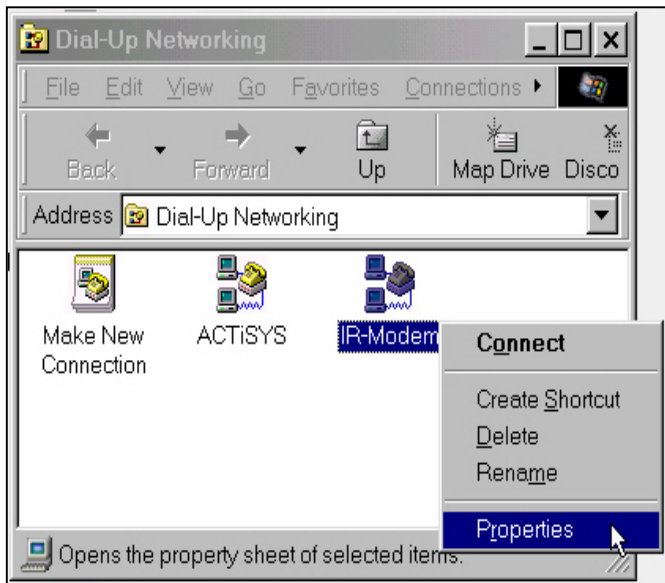 Dial-Up Networking
File Edit View Go Favorites Connections
Back Forward Up Map Drive Disco
Address Dial-Up Networking
Make New Connection
ACTiSYS
IR-Modem
Connect
Create Shortcut
Delete
Rename
Properties
Opens the property sheet of selected items.